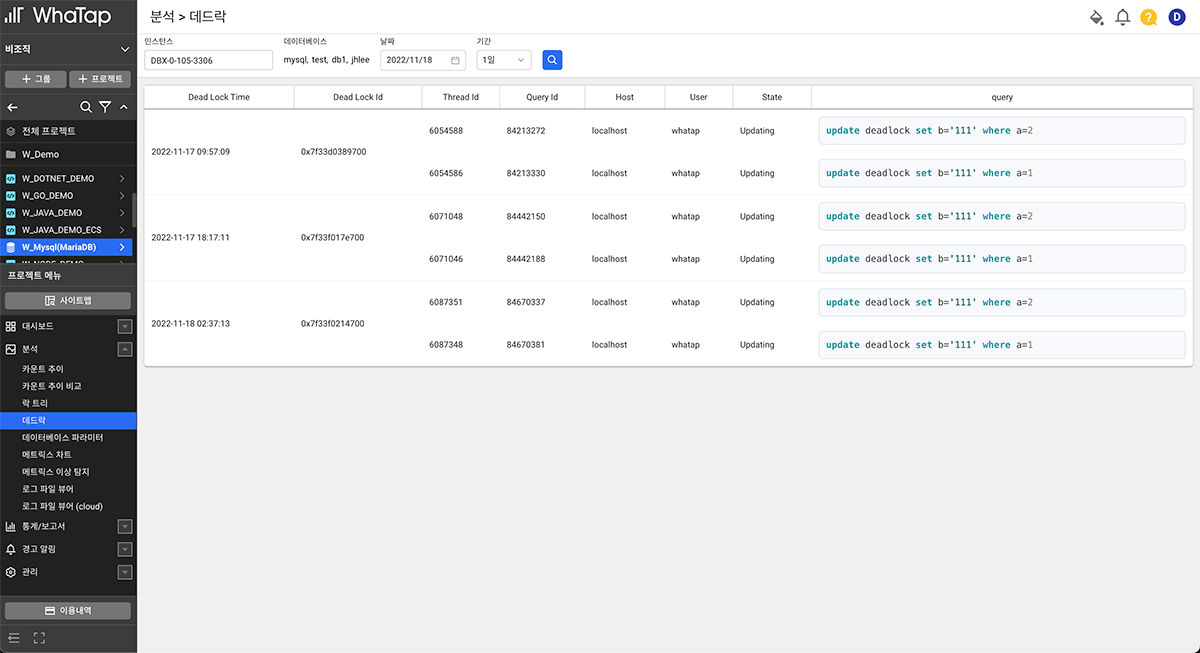 WhaTap
비조직
+ 그룹
+ 프로젝트
전체 프로젝트
W_Demo
W_DOTNET_DEMO
W_GO_DEMO
W_JAVA_DEMO
W_JAVA_DEMO_ECS
W_Mysql(MariaDB)
W_NODE_DEMO
프로젝트 메뉴
사이트맵
대시보드
분석
카운트 추이
카운트 추이 비교
락 트리
데드락
데이터베이스 파라미터
메트릭스 차트
메트릭스 이상 탐지
로그 파일 뷰어
로그 파일 뷰어 (cloud)
통계/보고서
경고 알림
관리
이용내역
분석 > 데드락
?
D
인스턴스 데이터베이스 날짜 기간
DBX-0-105-3306 mysql, test, db1, jhlee 2022/11/18 1일
Dead Lock Time Dead Lock Id Thread Id Query Id Host User State query
2022-11-17 09:57:09 0x7f33d0389700
6054588 84213272 localhost whatap Updating update deadlock set b='111' where a=2
6054586 84213330 localhost whatap Updating update deadlock set b='111' where a=1
2022-11-17 18:17:11 0x7f33f017e700
6071048 84442150 localhost whatap Updating update deadlock set b='111' where a=2
6071046 84442188 localhost whatap Updating update deadlock set b='111' where a=1
2022-11-18 02:37:13 0x7f33f0214700
6087351 84670337 localhost whatap Updating update deadlock set b='111' where a=2
6087348 84670381 localhost whatap Updating update deadlock set b='111' where a=1